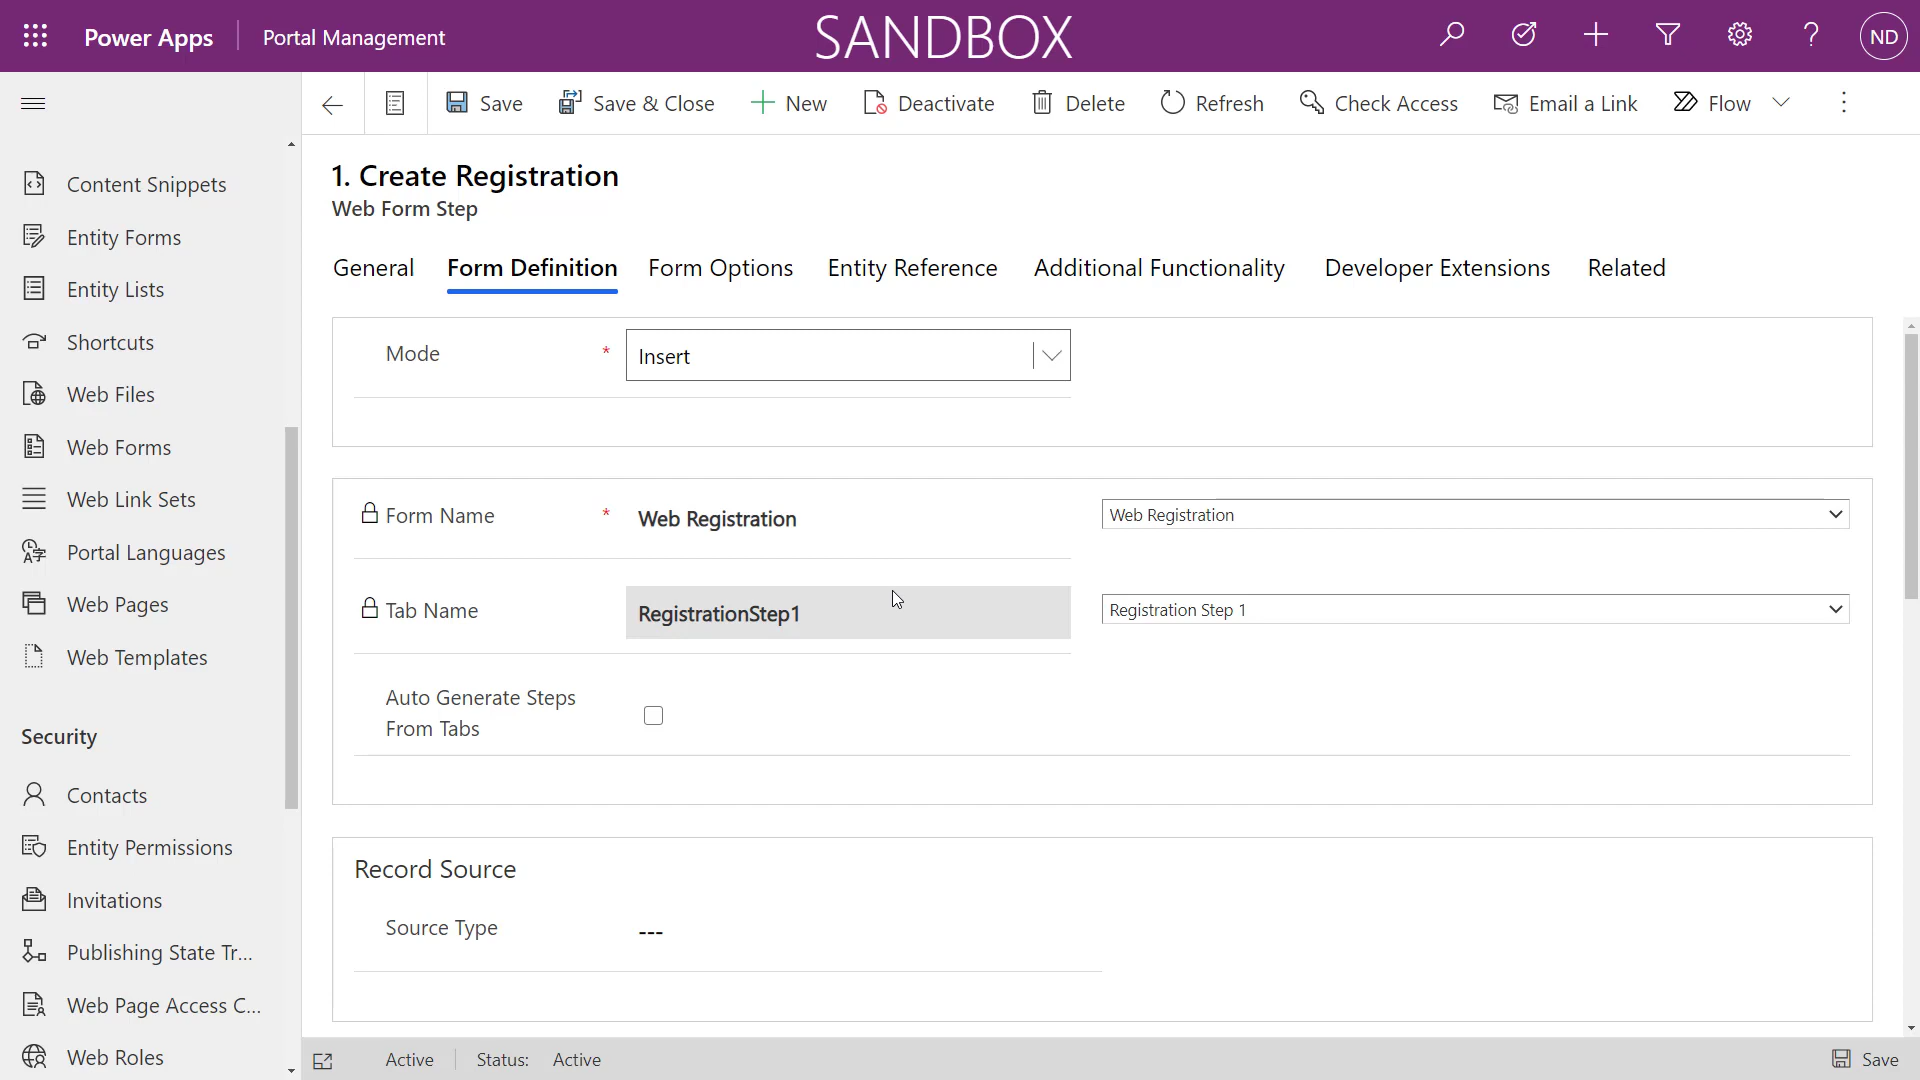 Power Apps
Portal Management
SANDBOX
ND
Save
Save & Close
New
Deactivate
Delete
Refresh
Check Access
Email a Link
Flow
Content Snippets
Entity Forms
Entity Lists
Shortcuts
Web Files
Web Forms
Web Link Sets
Portal Languages
Web Pages
Web Templates
Security
Contacts
Entity Permissions
Invitations
Publishing State Tr...
Web Page Access C...
Web Roles
1. Create Registration
Web Form Step
General
Form Definition
Form Options
Entity Reference
Additional Functionality
Developer Extensions
Related
Mode * Insert
Form Name * Web Registration
Web Registration
Tab Name RegistrationStep1
Registration Step 1
Auto Generate Steps
From Tabs
Record Source
Source Type ---
Active
Status: Active
Save